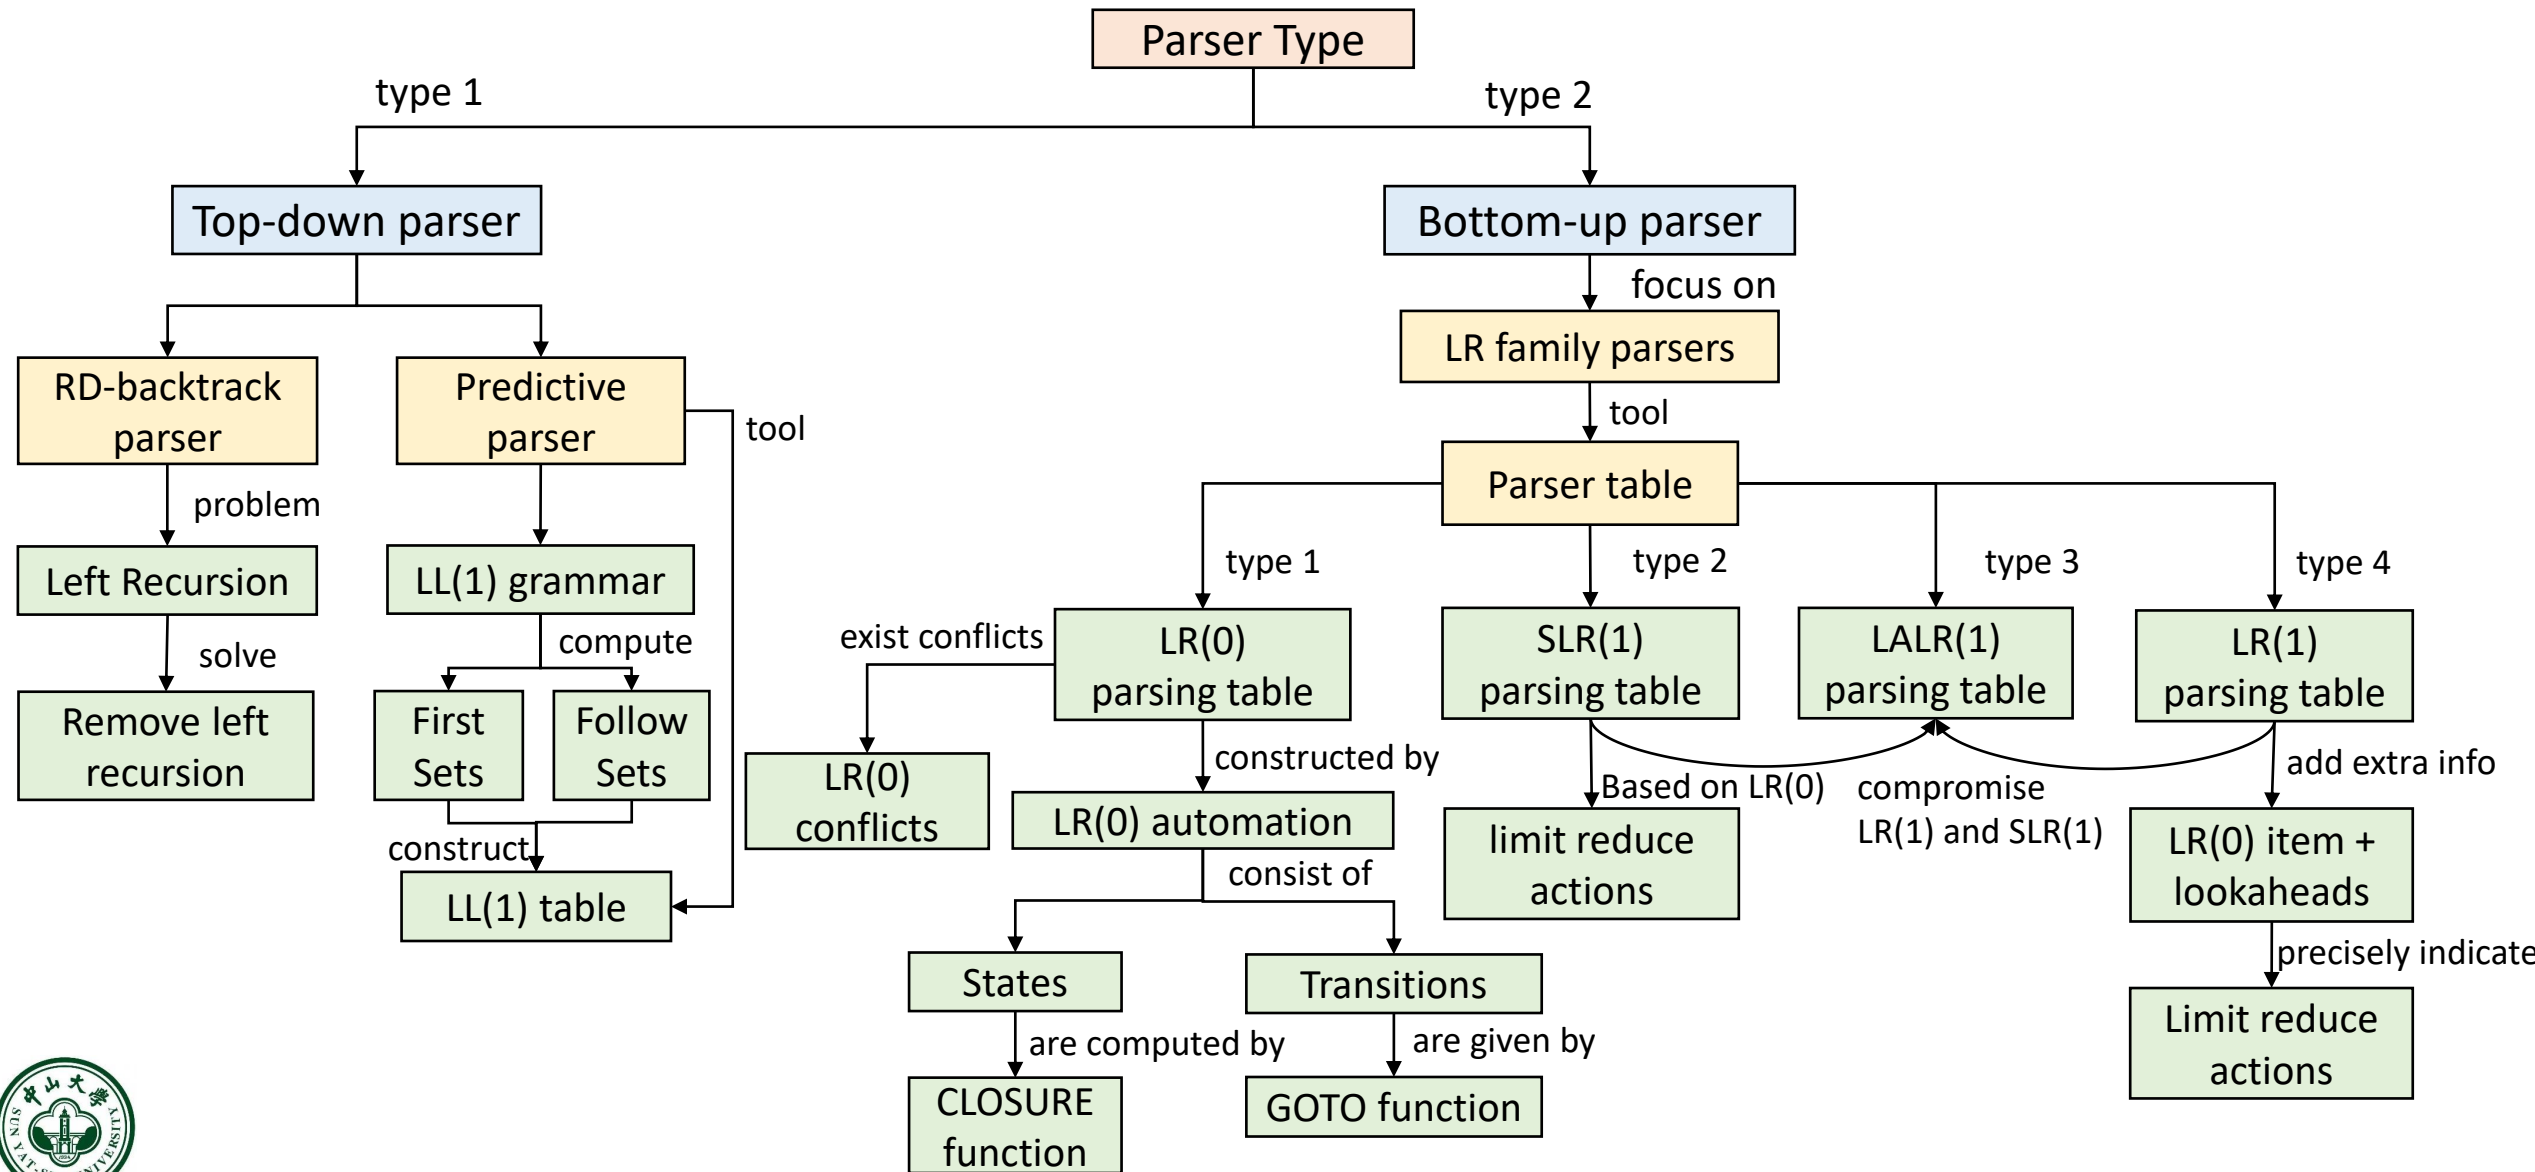 Parser Type
type 1
type 2
Top-down parser
Bottom-up parser
focus on
RD-backtrack
parser
Predictive
parser
tool
LR family parsers
tool
Parser table
problem
Left Recursion
LL(1) grammar
solve
compute
Remove left
recursion
First
Sets
Follow
Sets
construct
LL(1) table
type 1
type 2
type 3
type 4
exist conflicts
LR(0)
parsing table
SLR(1)
parsing table
LALR(1)
parsing table
LR(1)
parsing table
LR(0)
conflicts
constructed by
LR(0) automation
consist of
Based on LR(0)
limit reduce
actions
compromise
LR(1) and SLR(1)
add extra info
LR(0) item +
lookaheads
precisely indicate
Limit reduce
actions
States
Transitions
are computed by
are given by
CLOSURE
function
GOTO function
中山大學